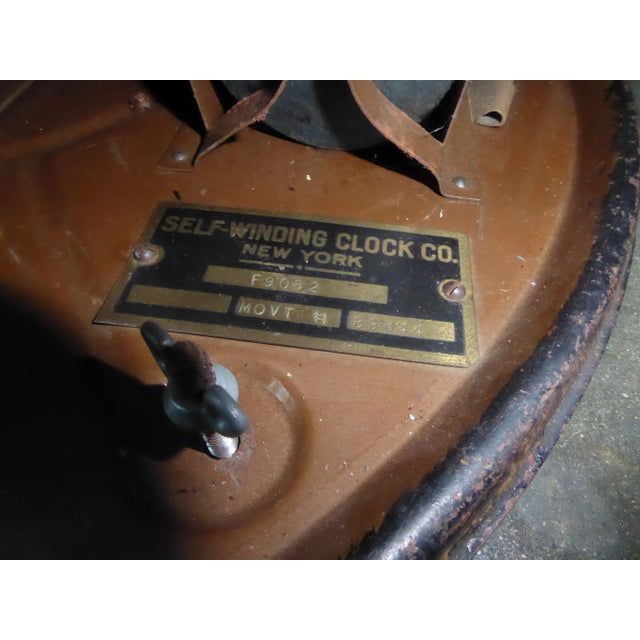 SELF-WINDING CLOCK CO.
NEW YORK
F9062
MOVT #